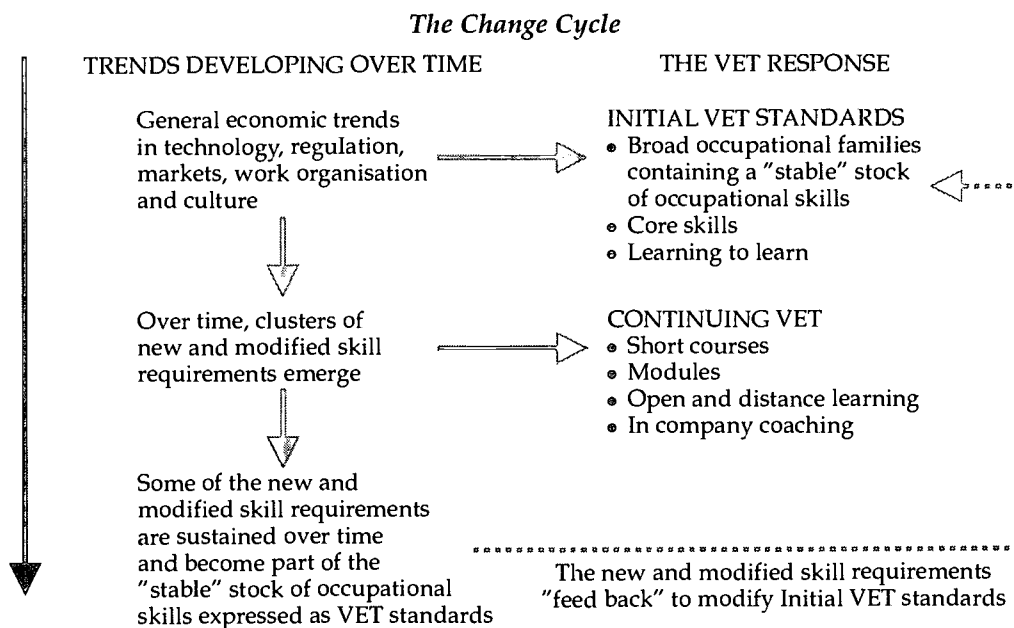 The Change Cycle
TRENDS DEVELOPING OVER TIME
THE VET RESPONSE
General economic trends
in technology, regulation,
markets, work organisation
and culture
INITIAL VET STANDARDS
• Broad occupational families
containing a "stable" stock
of occupational skills
• Core skills
• Learning to learn
Over time, clusters of
new and modified skill
requirements emerge
CONTINUING VET
• Short courses
• Modules
• Open and distance learning
• In company coaching
Some of the new and
modified skill requirements
are sustained over time
and become part of the
"stable" stock of occupational
skills expressed as VET standards
The new and modified skill requirements
"feed back" to modify Initial VET standards